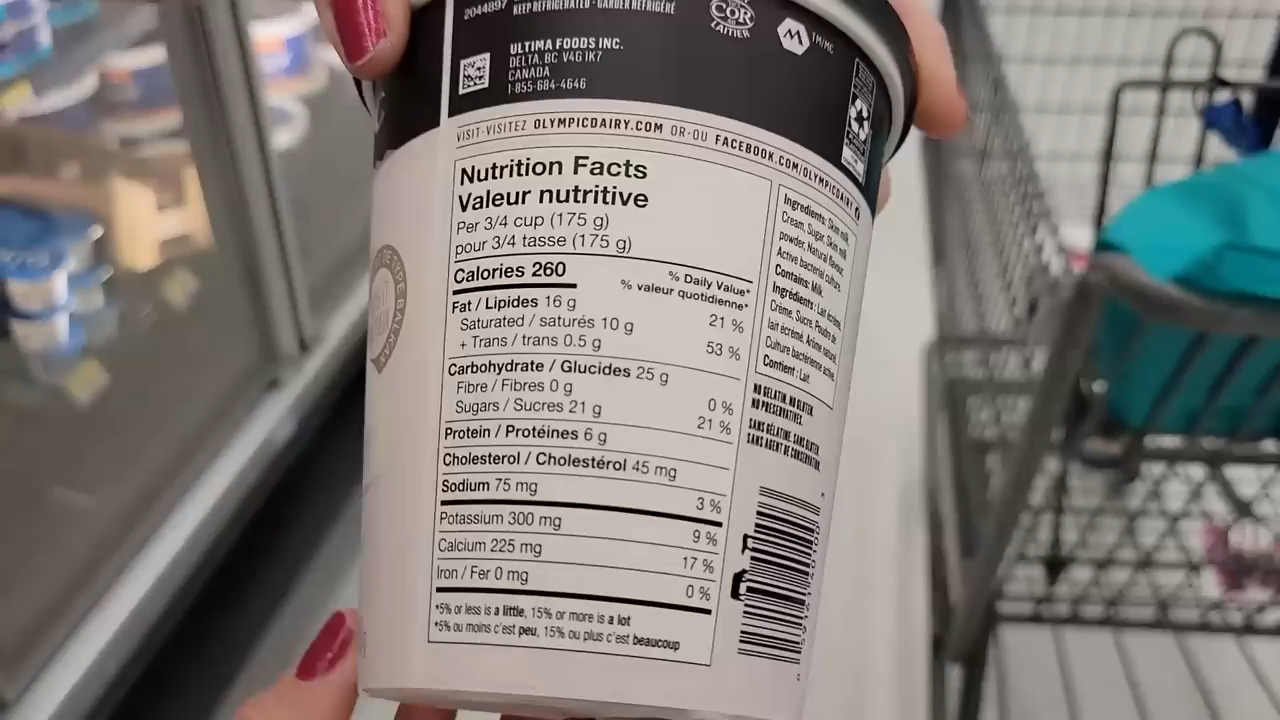 2044897 KEEP REFRIGERATED · GARDER RÉFRIGÉRÉ
COR
LAITIER
M TM/MC
ULTIMA FOODS INC.
DELTA, BC V4G 1K7
CANADA
1-855-684-4646
VISIT·VISITEZ OLYMPICDAIRY.COM OR·OU FACEBOOK.COM/OLYMPICDAIRY
Nutrition Facts
Valeur nutritive
Per 3/4 cup (175 g)
pour 3/4 tasse (175 g)
Calories 260
% Daily Value*
% valeur quotidienne*
Fat / Lipides 16 g 21 %
Saturated / saturés 10 g
+ Trans / trans 0.5 g 53 %
Carbohydrate / Glucides 25 g
Fibre / Fibres 0 g 0 %
Sugars / Sucres 21 g 21 %
Protein / Protéines 6 g
Cholesterol / Cholestérol 45 mg
Sodium 75 mg 3 %
Potassium 300 mg 9 %
Calcium 225 mg 17 %
Iron / Fer 0 mg 0 %
*5% or less is a little, 15% or more is a lot
*5% ou moins c'est peu, 15% ou plus c'est beaucoup
Ingredients: Skim milk,
Cream, Sugar, Skim milk
powder, Natural flavour,
Active bacterial culture.
Contains: Milk.
Ingrédients: Lait écrémé,
Crème, Sucre, Poudre de
lait écrémé, Arôme naturel,
Culture bactérienne active.
Contient : Lait.
NO GELATIN. NO GLUTEN.
NO PRESERVATIVES.
SANS GÉLATINE. SANS GLUTEN.
SANS AGENT DE CONSERVATION.
DE TYPE BALKAN